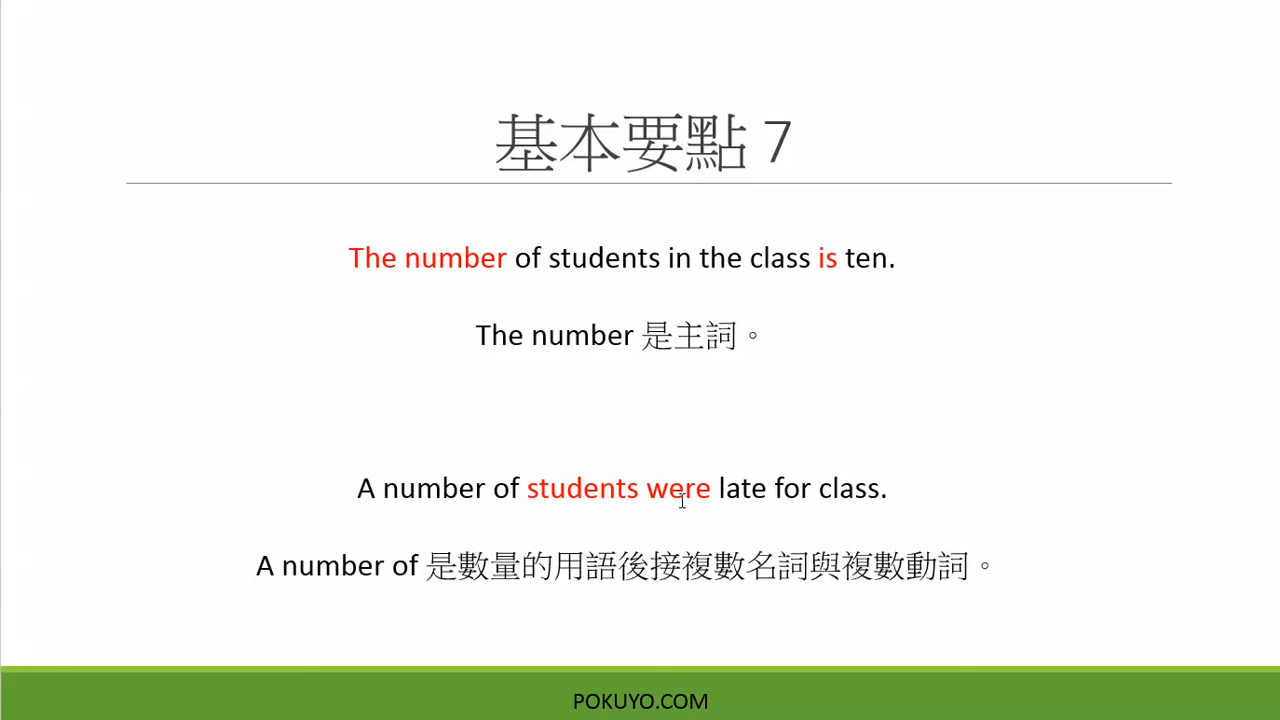 基本要點 7
The number of students in the class is ten.
The number 是主詞。
A number of students were late for class.
A number of 是數量的用語後接複數名詞與複數動詞。
POKUYO.COM